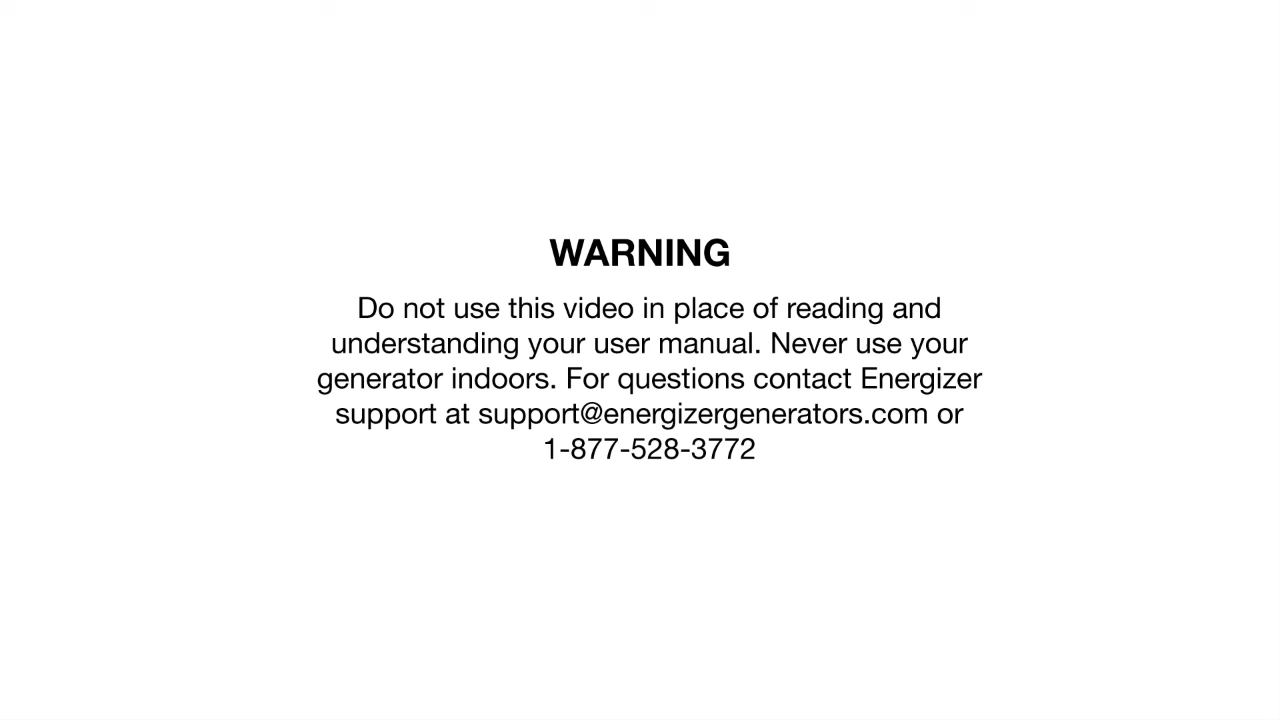 WARNING
Do not use this video in place of reading and
understanding your user manual. Never use your
generator indoors. For questions contact Energizer
support at support@energizergenerators.com or
1-877-528-3772